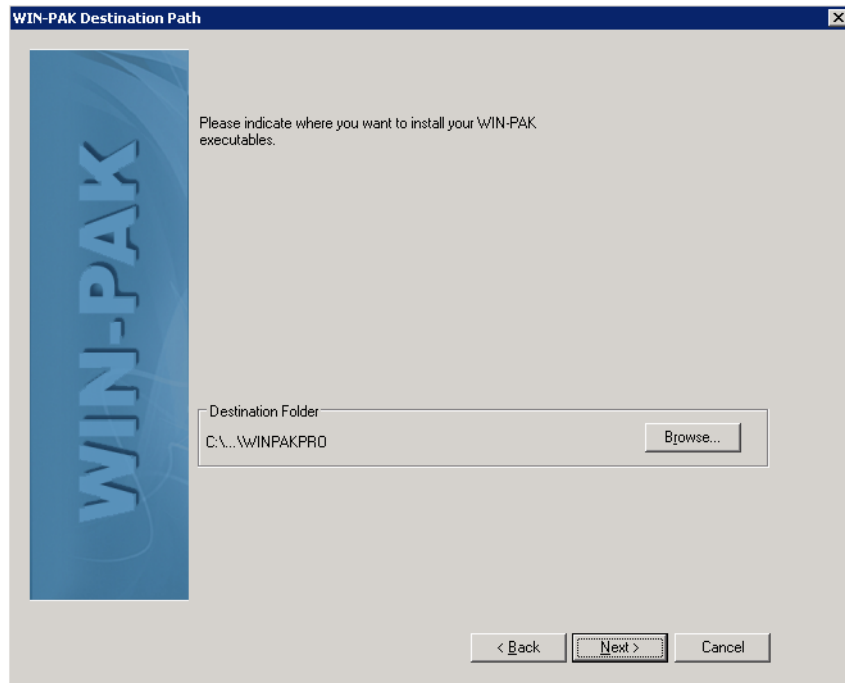 WIN-PAK Destination Path
WIN-PAK
Please indicate where you want to install your WIN-PAK
executables.
Destination Folder
C:\...\WINPAKPRO
Browse...
< Back
Next >
Cancel